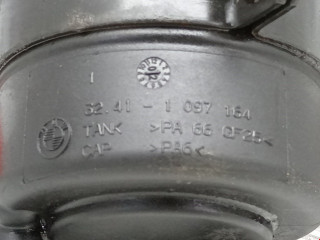 32.41 - 1 097 164
TANK >PA 66 GF25<
CAP >PA6<